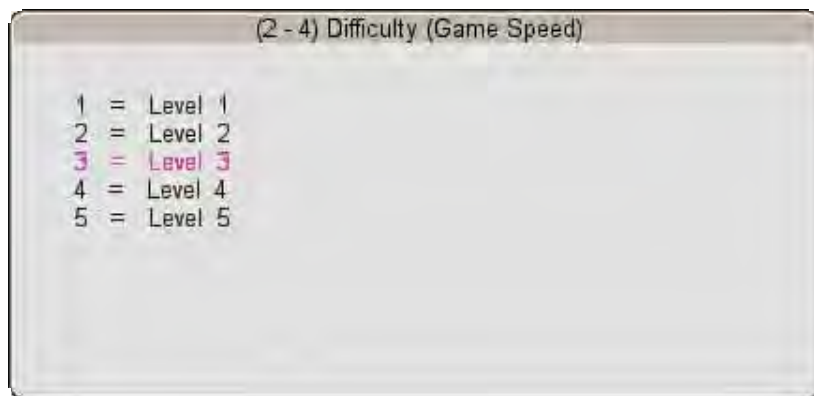 (2 - 4) Difficulty (Game Speed)
1 = Level 1
2 = Level 2
3 = Level 3
4 = Level 4
5 = Level 5